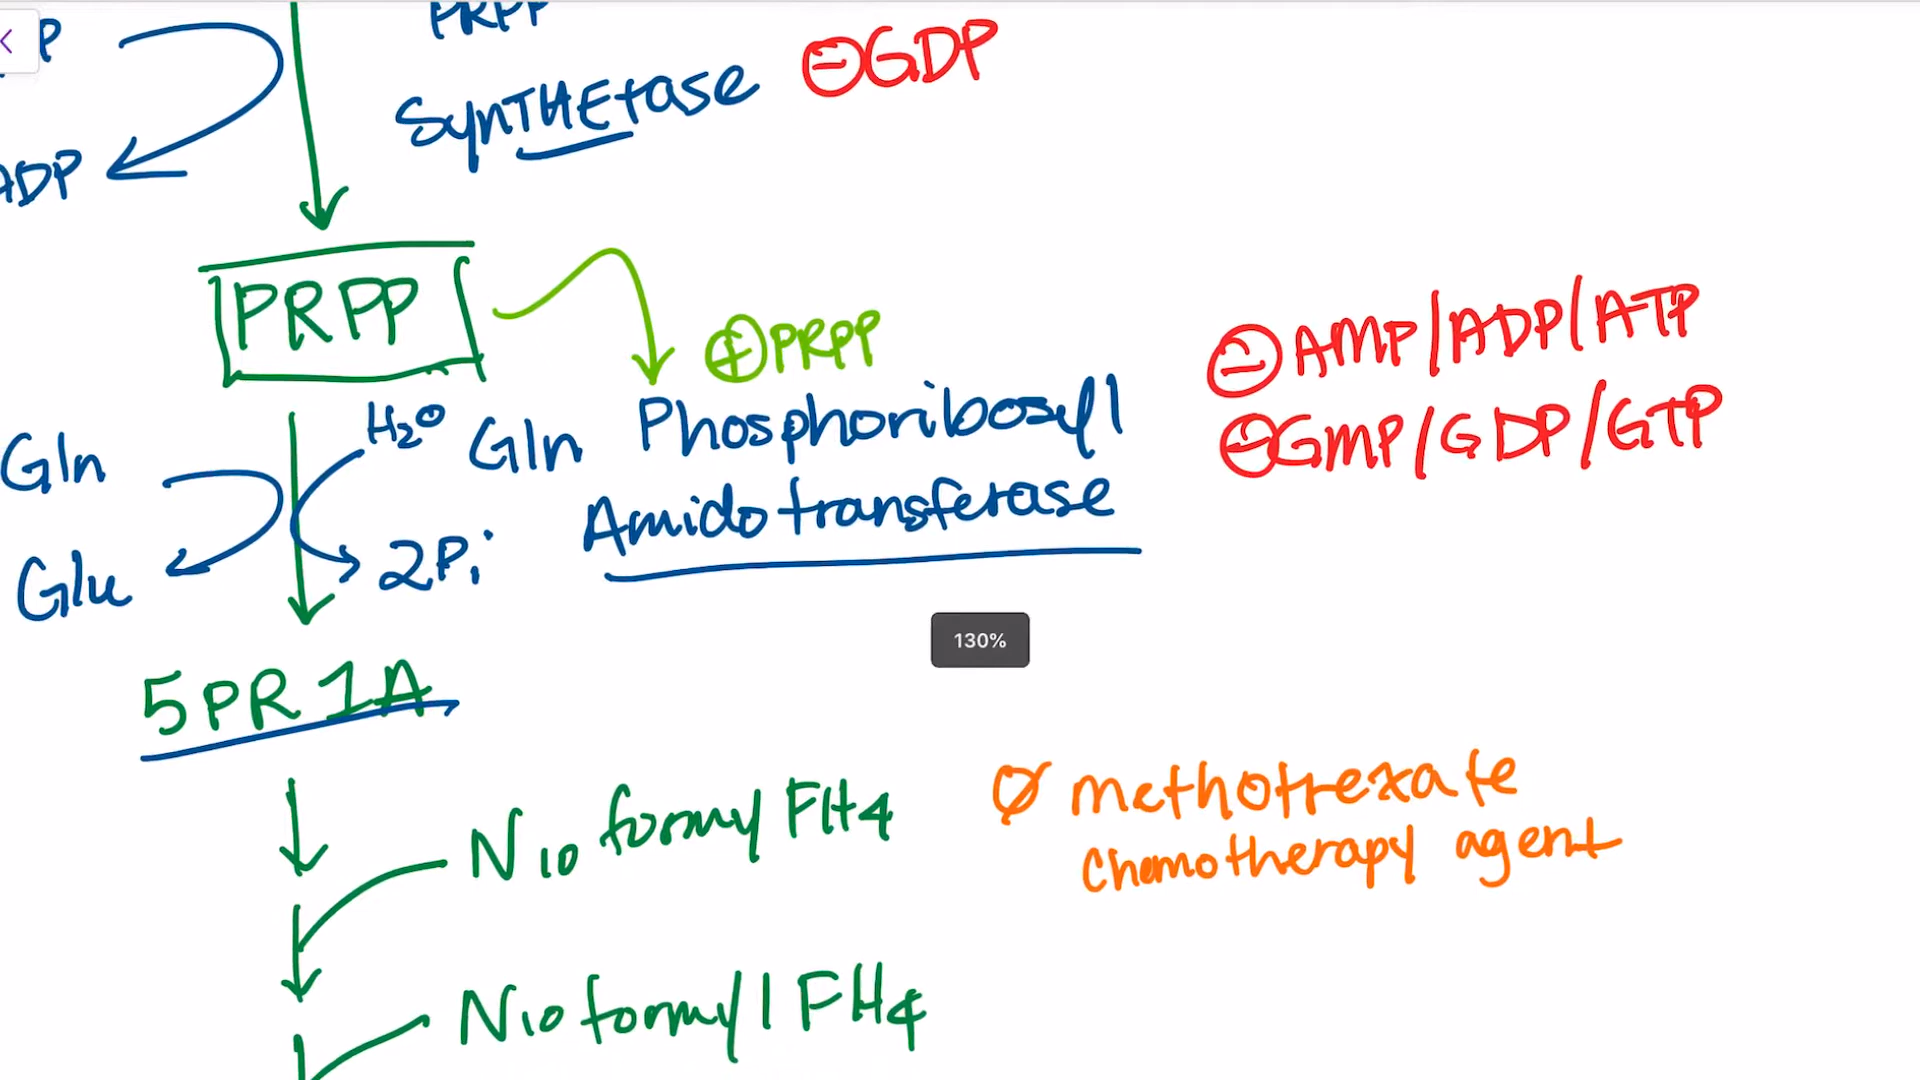 PRPP
SynTHEtase
⊖GDP
P
ADP
PRPP
⊕PRPP
⊖AMP/ADP/ATP
⊖GMP/GDP/GTP
H2O
Gln
Gln Phosphoribosyl
Amidotransferase
Glu
2Pi
130%
5PR1A
N10 formyl FH4
Ø methotrexate
chemotherapy agent
N10 formyl FH4